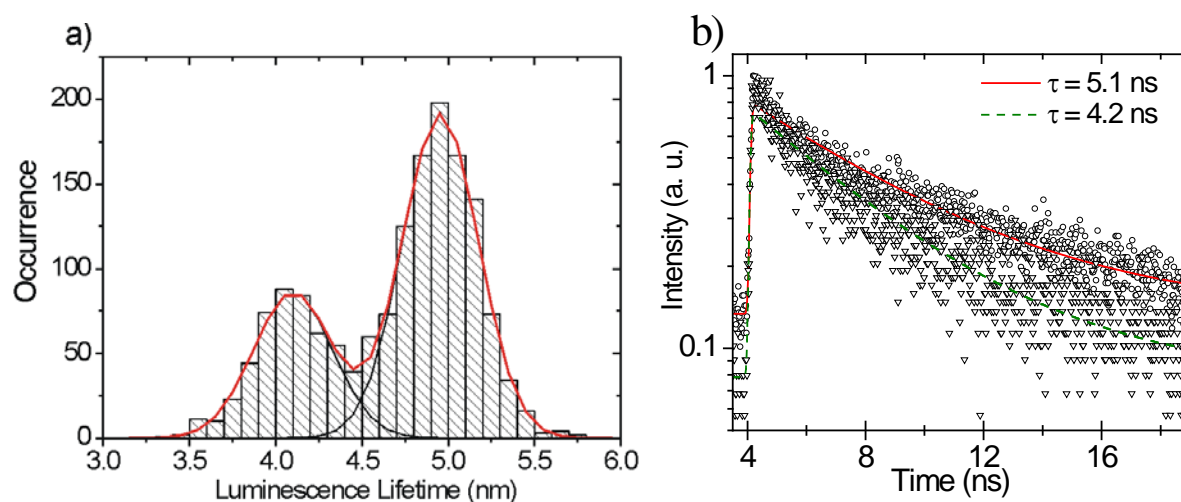 a)
200
150
100
50
0
Occurrence
3.0 3.5 4.0 4.5 5.0 5.5 6.0
Luminescence Lifetime (nm)
b)
1
0.1
Intensity (a. u.)
τ = 5.1 ns
τ = 4.2 ns
4 8 12 16
Time (ns)